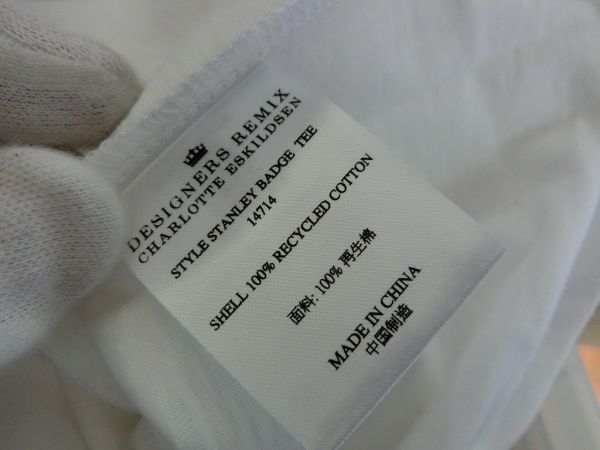 DESIGNERS REMIX
CHARLOTTE ESKILDSEN
STYLE STANLEY BADGE TEE
14714
SHELL 100% RECYCLED COTTON
面料: 100% 再生棉
MADE IN CHINA
中国制造